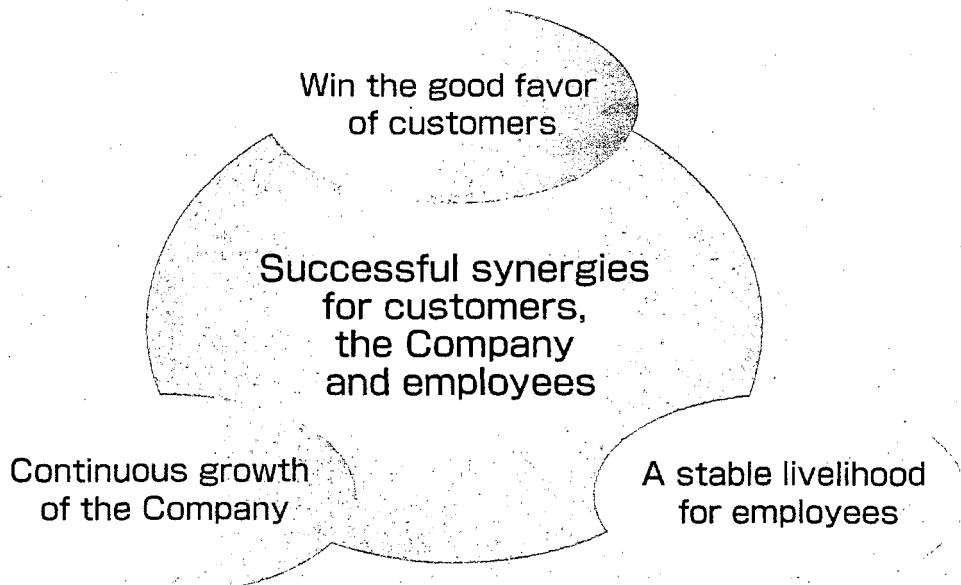 Win the good favor
of customers
Successful synergies
for customers,
the Company
and employees
Continuous growth
of the Company
A stable livelihood
for employees